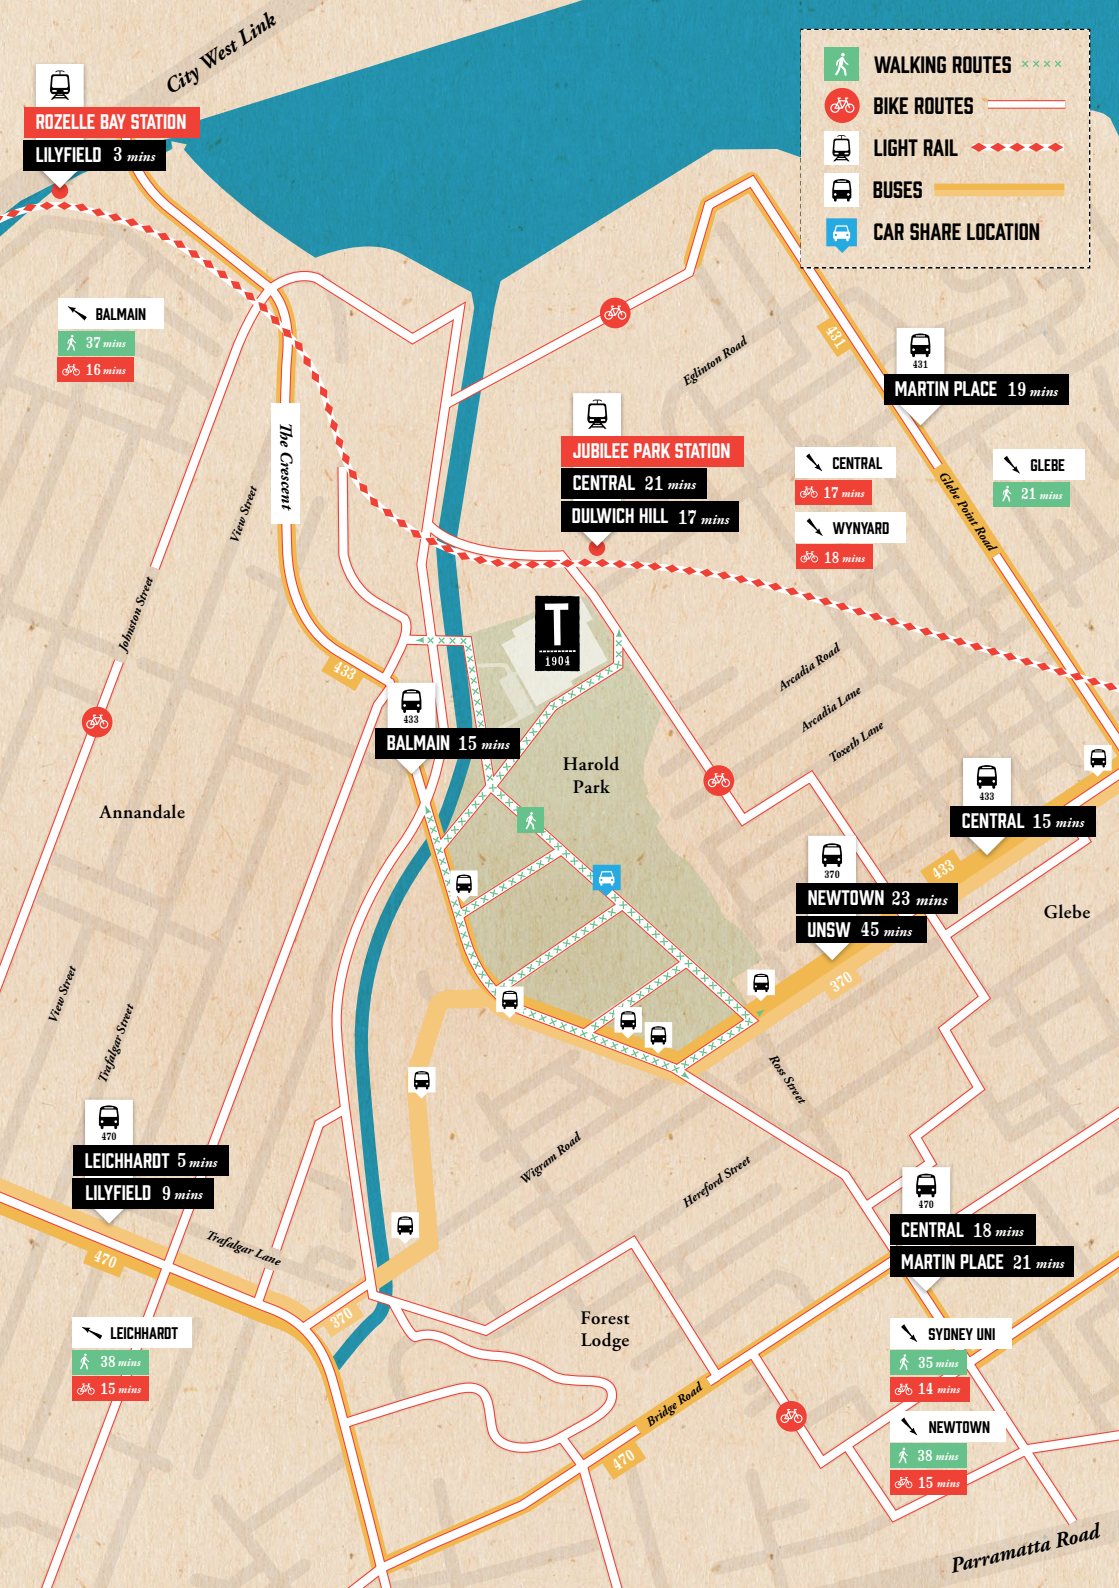 City West Link
ROZELLE BAY STATION
LILYFIELD 3 mins
WALKING ROUTES
BIKE ROUTES
LIGHT RAIL
BUSES
CAR SHARE LOCATION
BALMAIN
37 mins
16 mins
431
Eglinton Road
431
MARTIN PLACE 19 mins
The Crescent
JUBILEE PARK STATION
CENTRAL 21 mins
DULWICH HILL 17 mins
CENTRAL
17 mins
WYNYARD
18 mins
GLEBE
21 mins
Glebe Point Road
View Street
Johnston Street
T
1904
433
Arcadia Road
Arcadia Lane
Toxeth Lane
433
BALMAIN 15 mins
Harold
Park
Annandale
433
CENTRAL 15 mins
370
NEWTOWN 23 mins
UNSW 45 mins
433
Glebe
370
View Street
Trafalgar Street
Ross Street
470
LEICHHARDT 5 mins
LILYFIELD 9 mins
Wigram Road
Hereford Street
470
CENTRAL 18 mins
MARTIN PLACE 21 mins
Trafalgar Lane
470
370
Forest
Lodge
LEICHHARDT
38 mins
15 mins
SYDNEY UNI
35 mins
14 mins
NEWTOWN
38 mins
15 mins
Bridge Road
470
Parramatta Road